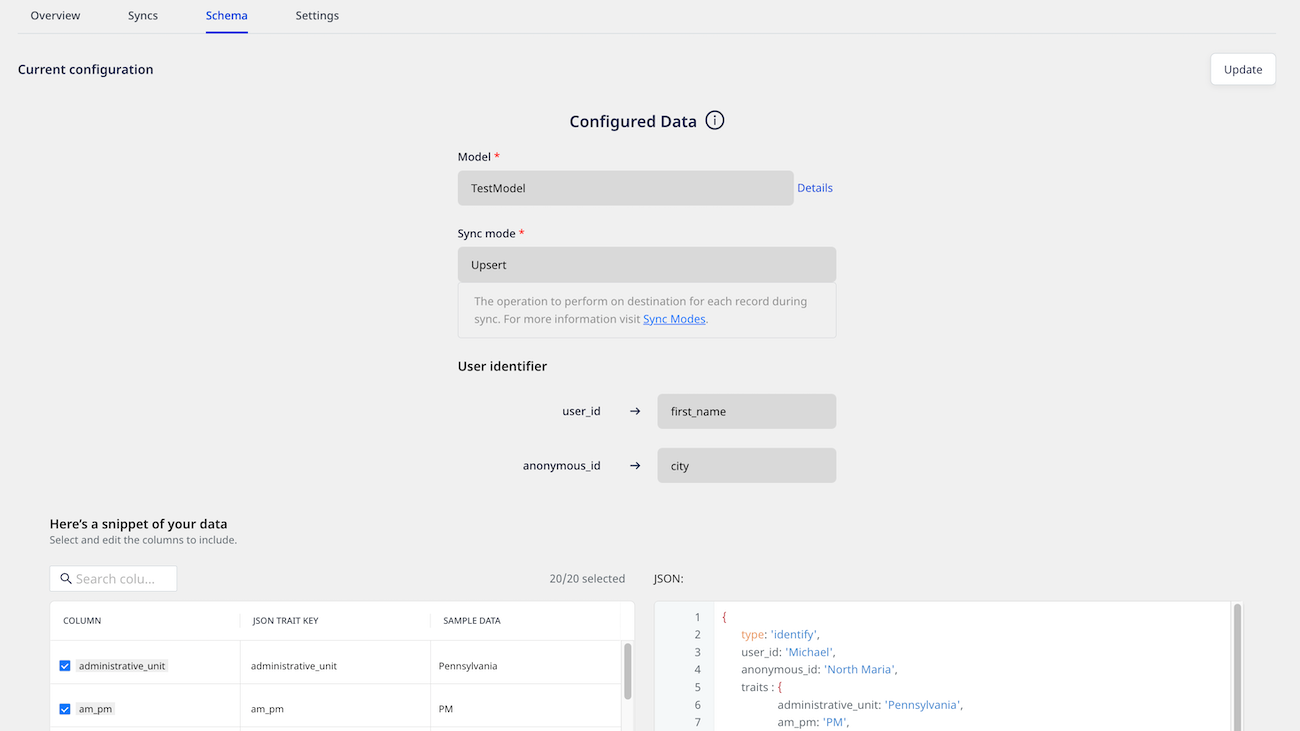 Overview Syncs Schema Settings
Current configuration
Update
Configured Data
Model *
TestModel
Details
Sync mode *
Upsert
The operation to perform on destination for each record during
sync. For more information visit Sync Modes.
User identifier
user_id → first_name
anonymous_id → city
Here's a snippet of your data
Select and edit the columns to include.
Search colu...
20/20 selected
JSON:
COLUMN JSON TRAIT KEY SAMPLE DATA
administrative_unit administrative_unit Pennsylvania
am_pm am_pm PM
1 {
2 type: 'identify',
3 user_id: 'Michael',
4 anonymous_id: 'North Maria',
5 traits : {
6 administrative_unit: 'Pennsylvania',
7 am_pm: 'PM',